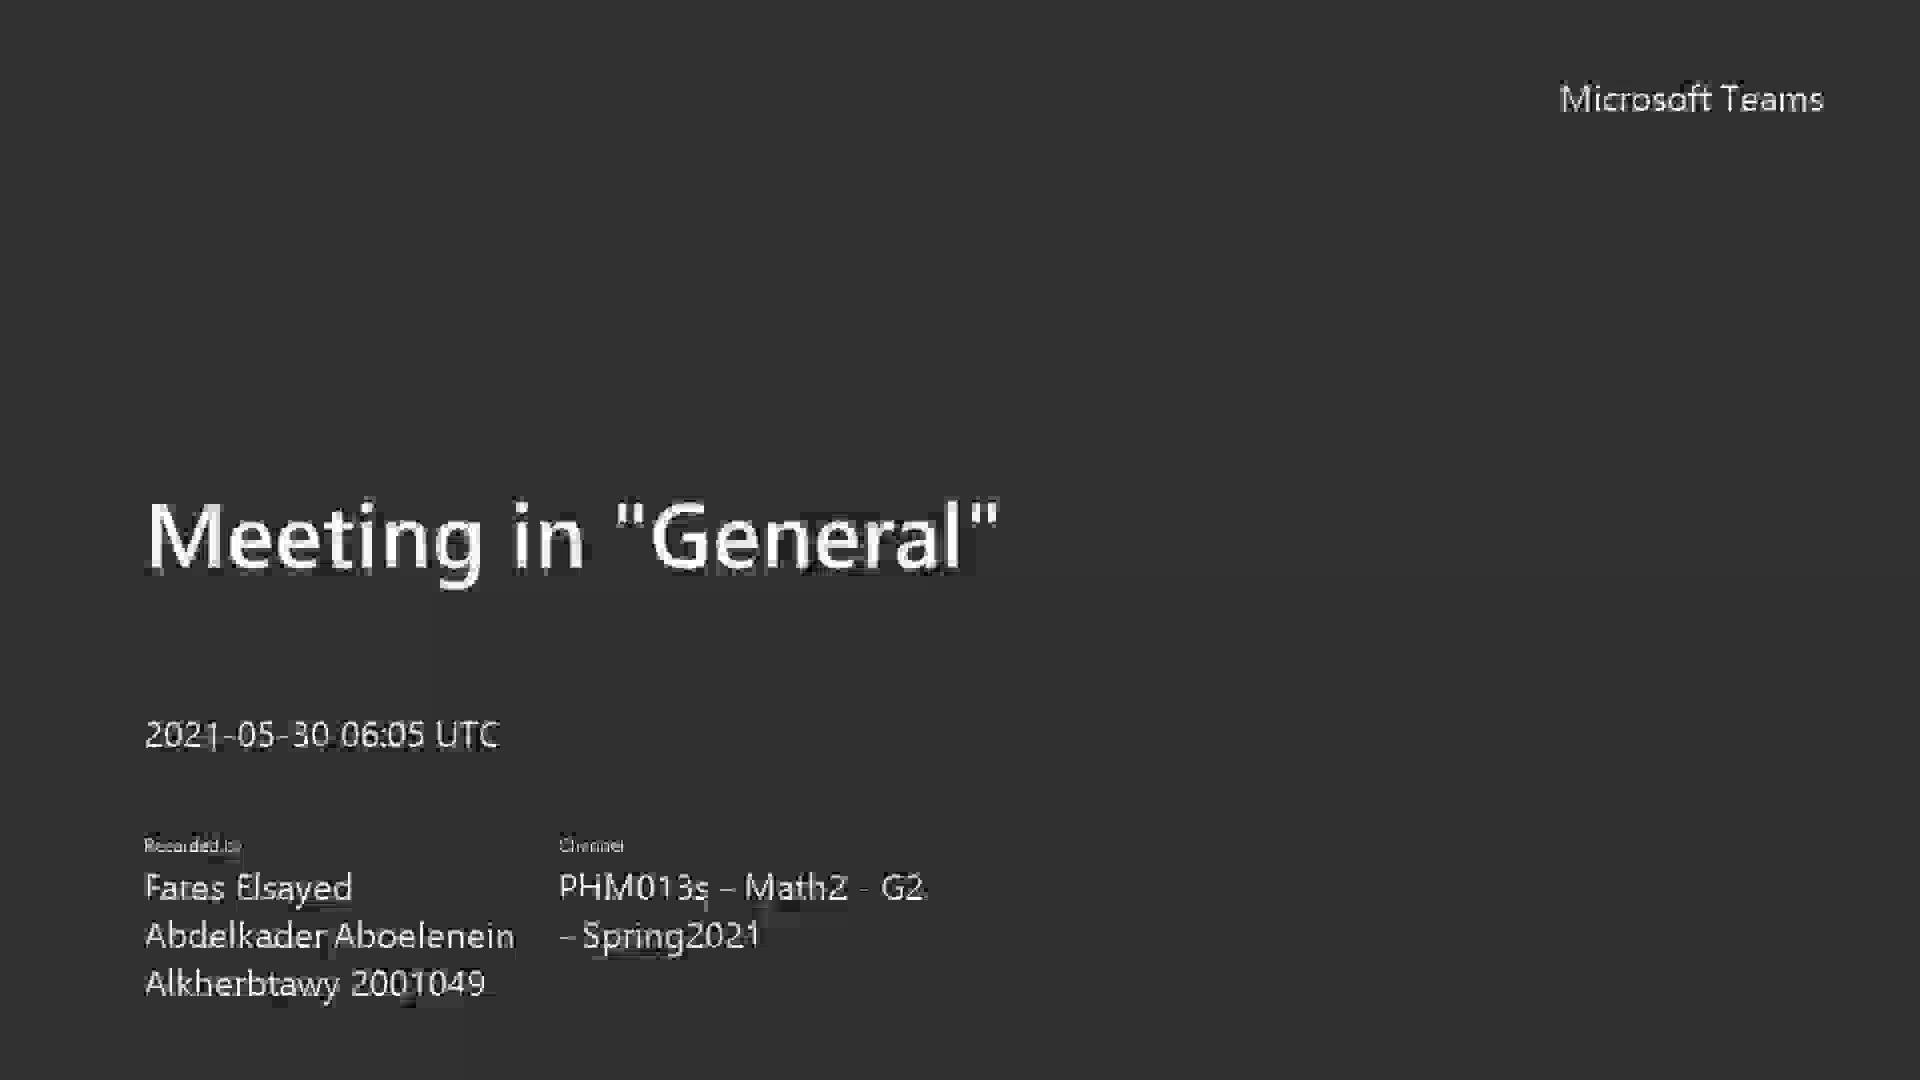 Microsoft Teams
Meeting in "General"
2021-05-30 06:05 UTC
Recorded by
Fares Elsayed
Abdelkader Aboelenein
Alkherbtawy 2001049
Channel
PHM013s – Math2 - G2
– Spring2021